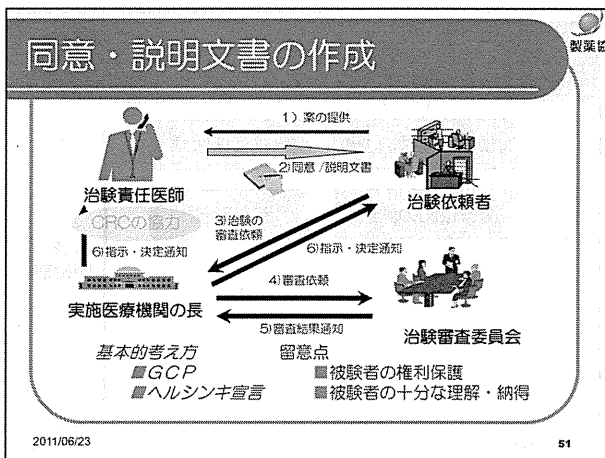 製薬協
同意・説明文書の作成
1）案の提供
2)同意/説明文書
治験責任医師
治験依頼者
CRCの協力
3)治験の
審査依頼
6)指示・決定通知
6)指示・決定通知
4)審査依頼
実施医療機関の長
5)審査結果通知
治験審査委員会
基本的考え方
留意点
■GCP
■被験者の権利保護
■ヘルシンキ宣言
■被験者の十分な理解・納得
2011/06/23
51